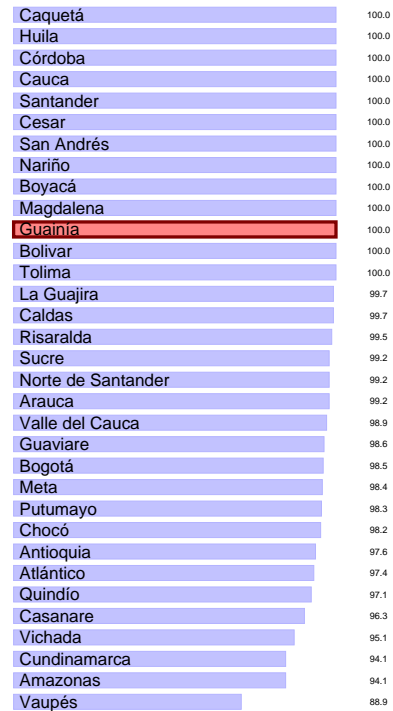 Caquetá 100.0
Huila 100.0
Córdoba 100.0
Cauca 100.0
Santander 100.0
Cesar 100.0
San Andrés 100.0
Nariño 100.0
Boyacá 100.0
Magdalena 100.0
Guainía 100.0
Bolivar 100.0
Tolima 100.0
La Guajira 99.7
Caldas 99.7
Risaralda 99.5
Sucre 99.2
Norte de Santander 99.2
Arauca 99.2
Valle del Cauca 98.9
Guaviare 98.6
Bogotá 98.5
Meta 98.4
Putumayo 98.3
Chocó 98.2
Antioquia 97.6
Atlántico 97.4
Quindío 97.1
Casanare 96.3
Vichada 95.1
Cundinamarca 94.1
Amazonas 94.1
Vaupés 88.9